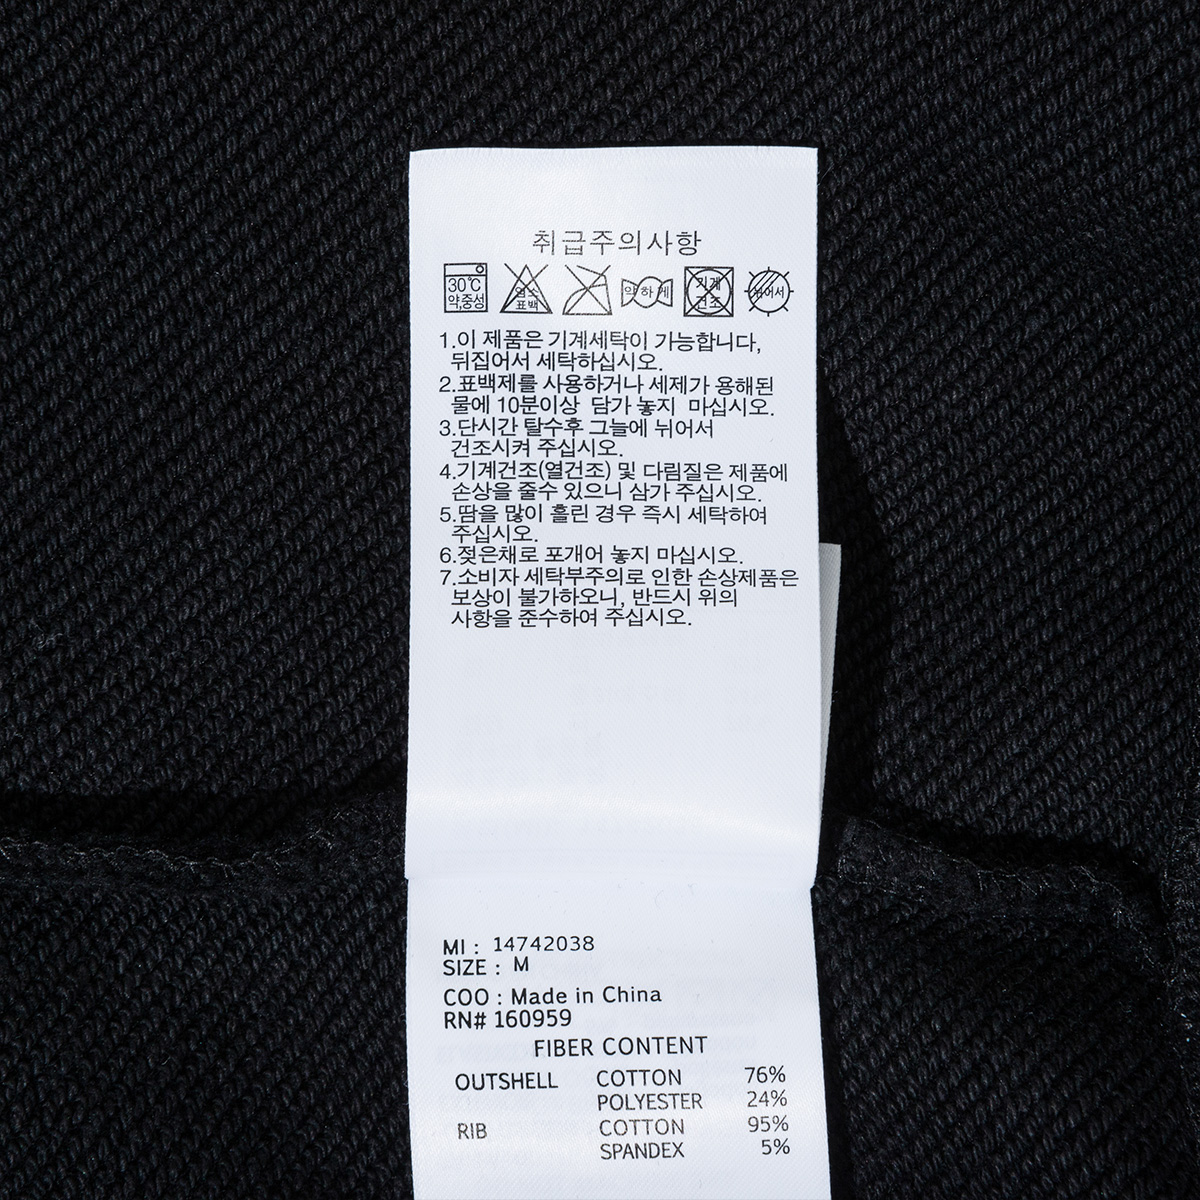 취급주의사항
30℃ 약,중성
염소 표백
약하게
기계 건조
뉘어서
1.이 제품은 기계세탁이 가능합니다,
뒤집어서 세탁하십시오.
2.표백제를 사용하거나 세제가 용해된
물에 10분이상 담가 놓지 마십시오.
3.단시간 탈수후 그늘에 뉘어서
건조시켜 주십시오.
4.기계건조(열건조) 및 다림질은 제품에
손상을 줄수 있으니 삼가 주십시오.
5.땀을 많이 흘린 경우 즉시 세탁하여
주십시오.
6.젖은채로 포개어 놓지 마십시오.
7.소비자 세탁부주의로 인한 손상제품은
보상이 불가하오니, 반드시 위의
사항을 준수하여 주십시오.
MI : 14742038
SIZE : M
COO : Made in China
RN# 160959
FIBER CONTENT
OUTSHELL COTTON 76%
POLYESTER 24%
RIB COTTON 95%
SPANDEX 5%